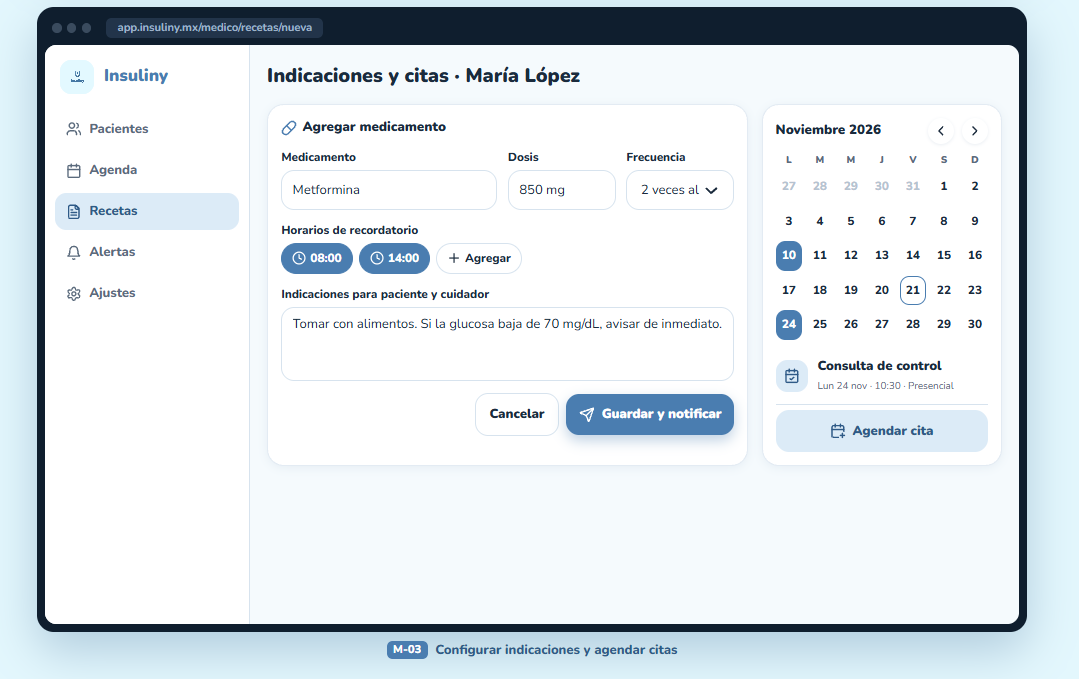 app.insuliny.mx/medico/recetas/nueva
Insuliny
Pacientes
Agenda
Recetas
Alertas
Ajustes
Indicaciones y citas · María López
Agregar medicamento
Medicamento Dosis Frecuencia
Metformina 850 mg 2 veces al
Horarios de recordatorio
08:00 14:00 + Agregar
Indicaciones para paciente y cuidador
Tomar con alimentos. Si la glucosa baja de 70 mg/dL, avisar de inmediato.
Cancelar Guardar y notificar
Noviembre 2026
L M M J V S D
27 28 29 30 31 1 2
3 4 5 6 7 8 9
10 11 12 13 14 15 16
17 18 19 20 21 22 23
24 25 26 27 28 29 30
Consulta de control
Lun 24 nov · 10:30 · Presencial
Agendar cita
M-03 Configurar indicaciones y agendar citas